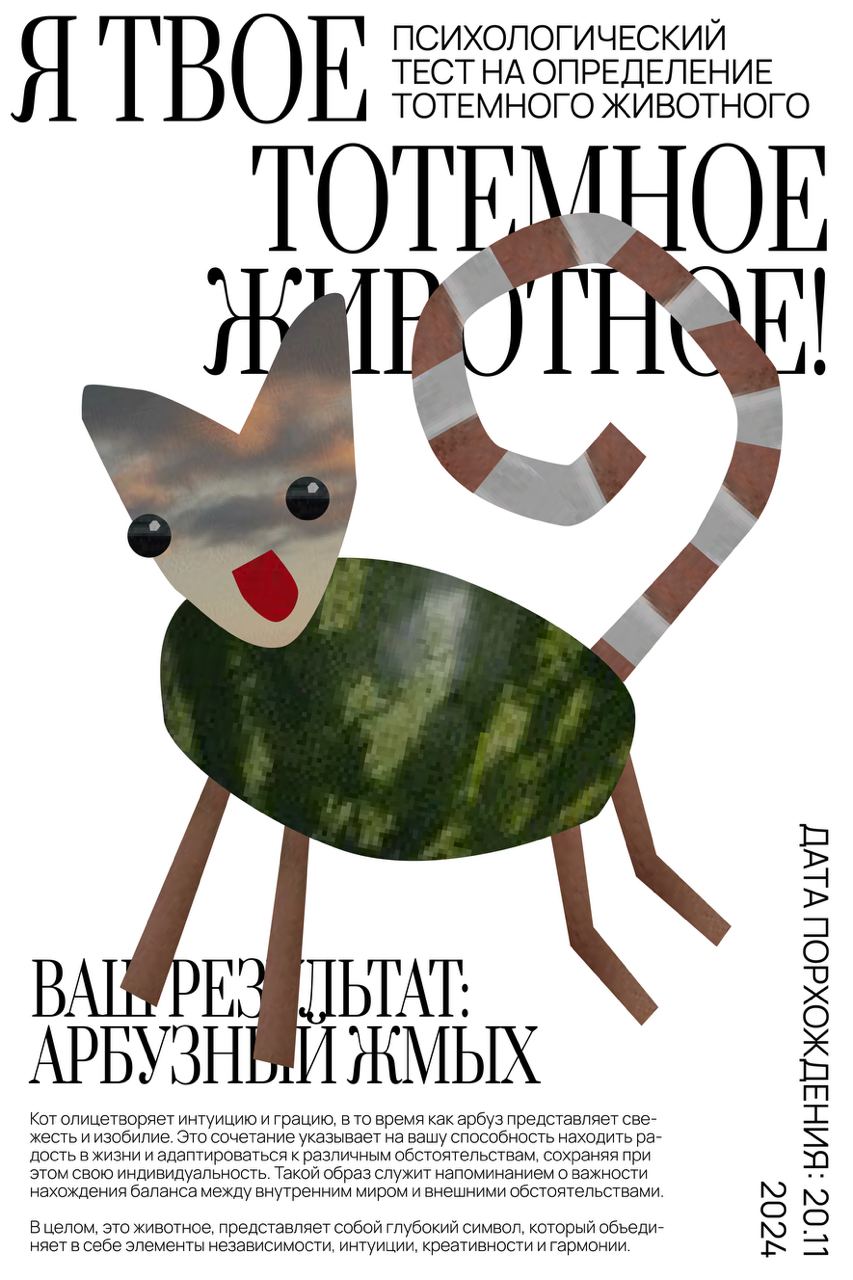 Я ТВОЕ
ПСИХОЛОГИЧЕСКИЙ
ТЕСТ НА ОПРЕДЕЛЕНИЕ
ТОТЕМНОГО ЖИВОТНОГО
ТОТЕМНОЕ
ЖИВОТНОЕ!
ВАШ РЕЗУЛЬТАТ:
АРБУЗНЫЙ ЖМЫХ
Кот олицетворяет интуицию и грацию, в то время как арбуз представляет све-
жесть и изобилие. Это сочетание указывает на вашу способность находить ра-
дость в жизни и адаптироваться к различным обстоятельствам, сохраняя при
этом свою индивидуальность. Такой образ служит напоминанием о важности
нахождения баланса между внутренним миром и внешними обстоятельствами.
В целом, это животное, представляет собой глубокий символ, который объеди-
няет в себе элементы независимости, интуиции, креативности и гармонии.
ДАТА ПОРХОЖДЕНИЯ: 20.11
2024